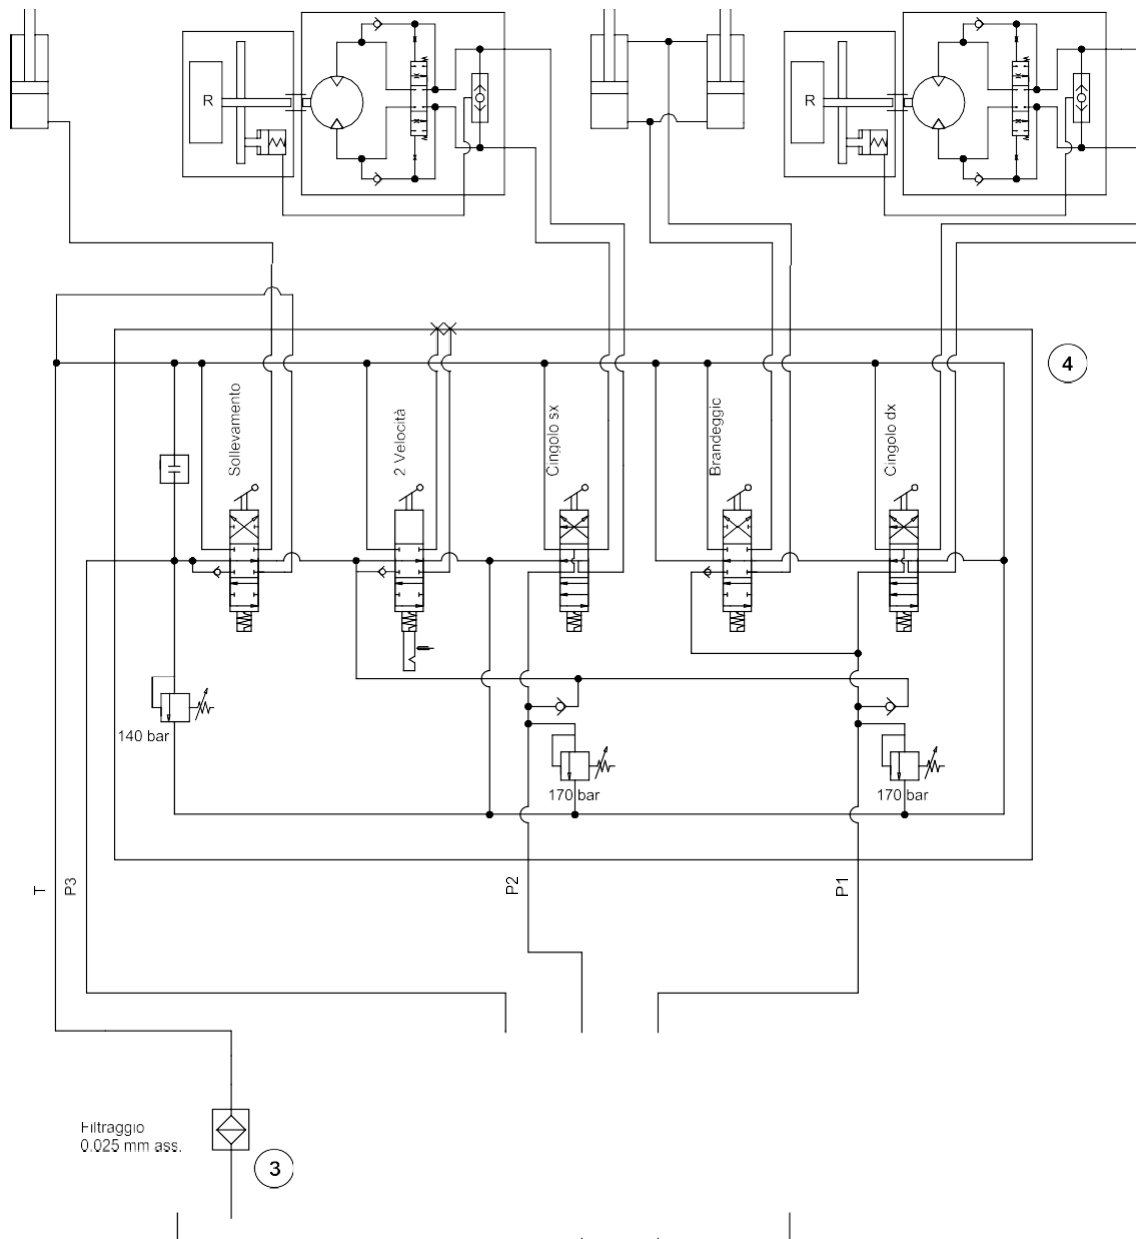 R
R
4
Sollevamento
2 Velocità
Cingolo sx
Brandeggic
Cingolo dx
140 bar
170 bar
170 bar
T
P3
P2
P1
Filtraggio
0.025 mm ass.
3